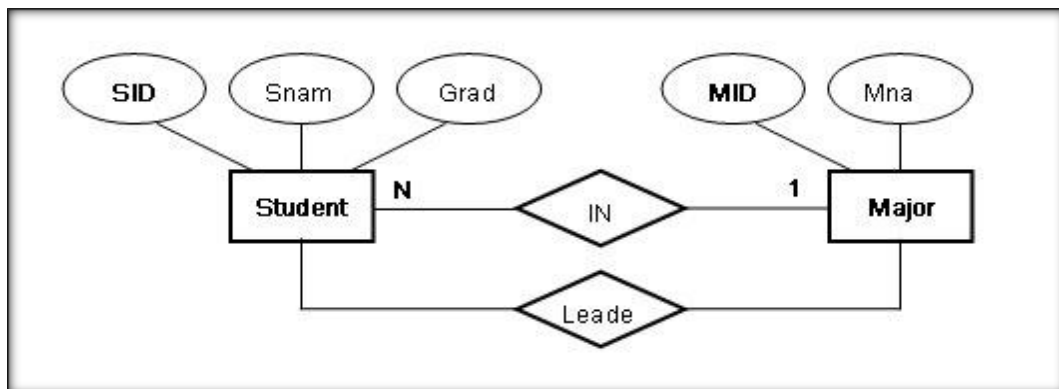 SID Snam Grad MID Mna
Student N IN 1 Major
Leade